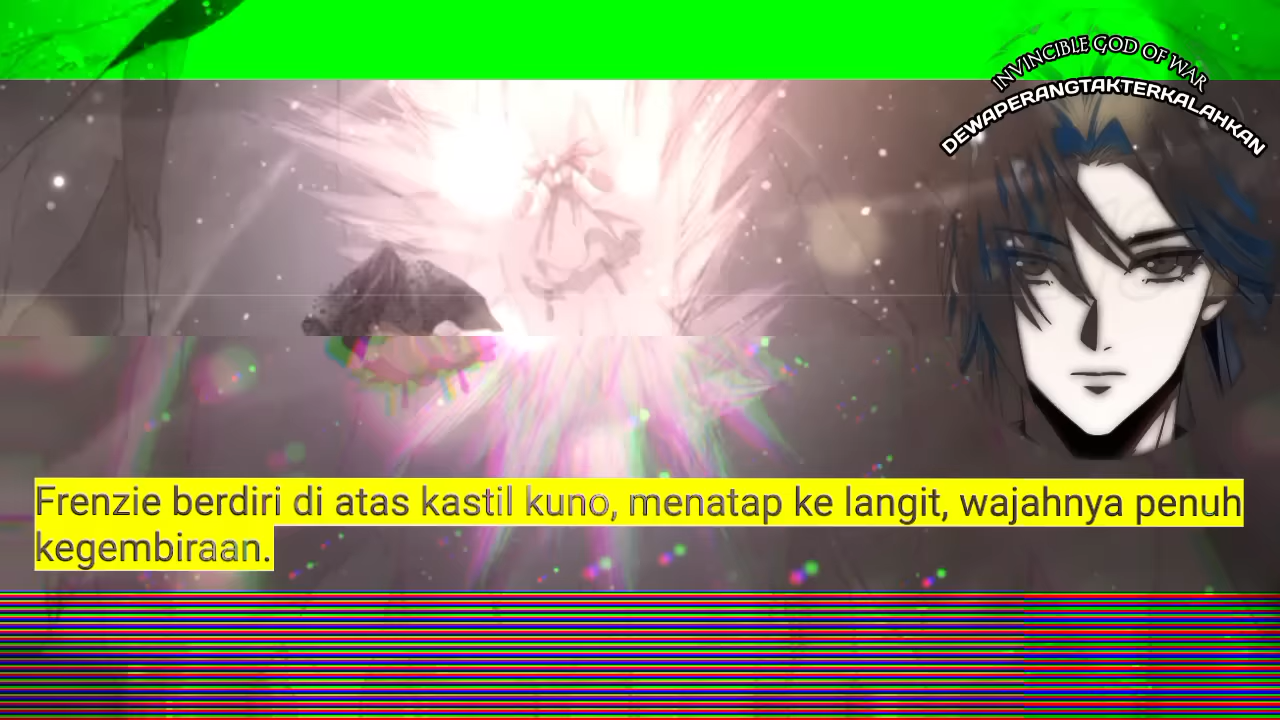 INVINCIBLE GOD OF WAR
DEWAPERANGTAKTERKALAHKAN
Frenzie berdiri di atas kastil kuno, menatap ke langit, wajahnya penuh
kegembiraan.